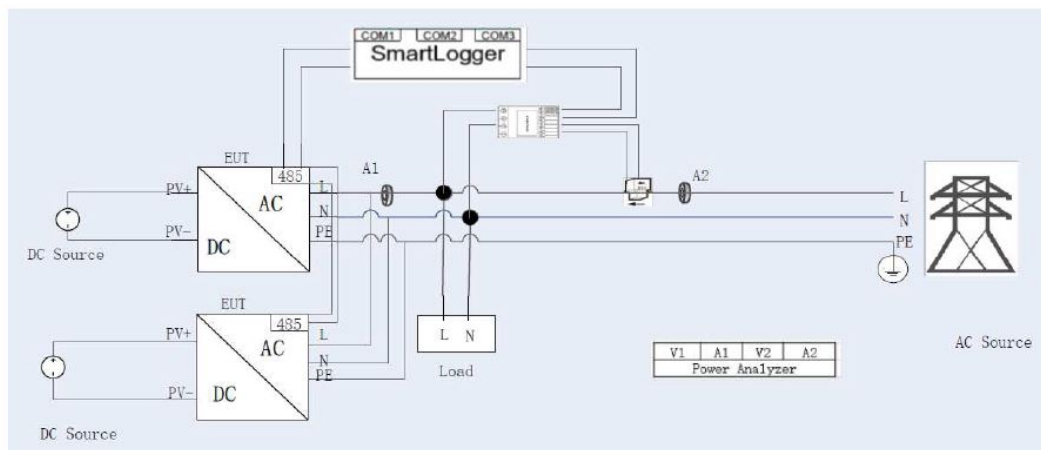 COM1 COM2 COM3
SmartLogger
EUT
A1
A2
485
PV+
L
AC
L
N
N
PV-
DC
PE
PE
DC Source
EUT
485
PV+
L
AC
L N
AC Source
N
V1 A1 V2 A2
PE
Load
Power Analyzer
PV-
DC
DC Source